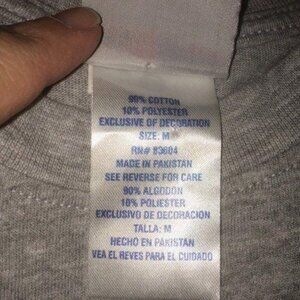 90% COTTON
10% POLYESTER
EXCLUSIVE OF DECORATION
SIZE: M
RN# 83604
MADE IN PAKISTAN
SEE REVERSE FOR CARE
90% ALGODON
10% POLIESTER
EXCLUSIVO DE DECORACION
TALLA: M
HECHO EN PAKISTAN
VEA EL REVES PARA EL CUIDADO